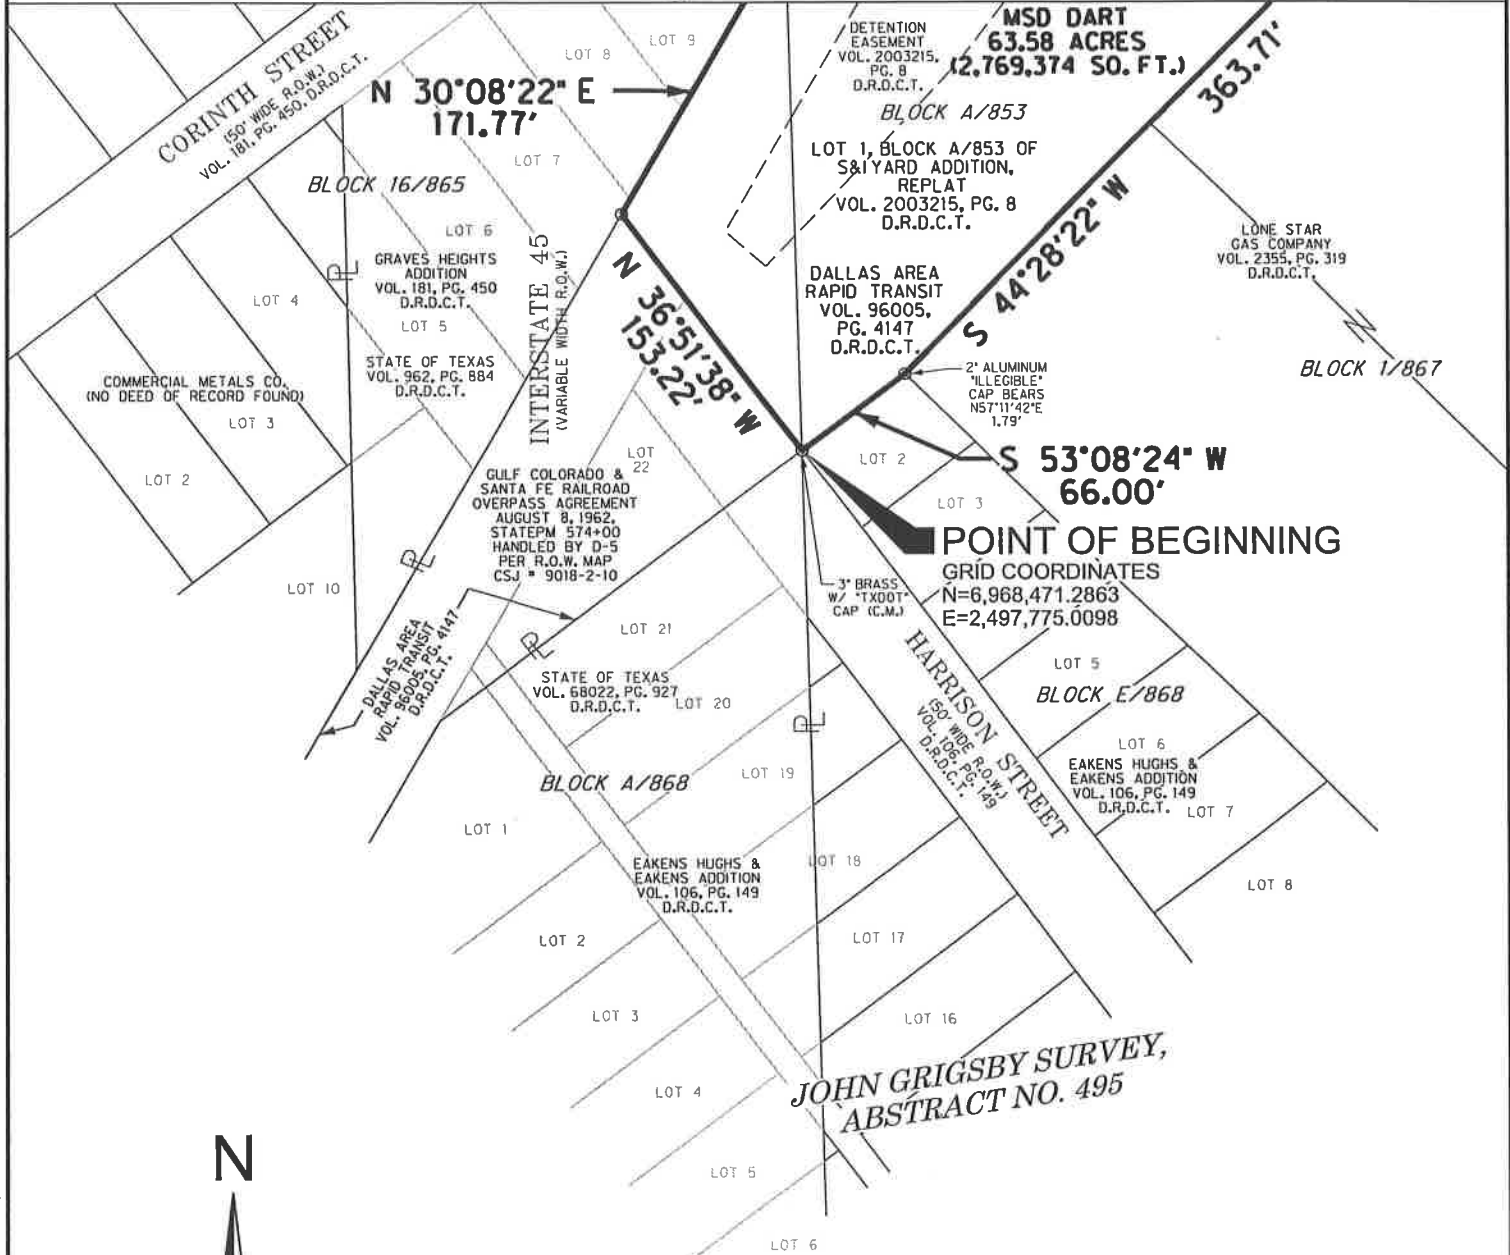 CORINTH STREET
(50' WIDE R.O.W.)
VOL. 181, PG. 450, D.R.D.C.T.
LOT 8
LOT 9
N 30°08'22" E
171.77'
DETENTION
EASEMENT
VOL. 2003215,
PG. 8
D.R.D.C.T.
MSD DART
63.58 ACRES
(2,769,374 SQ. FT.)
363.71'
BLOCK A/853
LOT 7
BLOCK 16/865
LOT 1, BLOCK A/853 OF
S&I YARD ADDITION,
REPLAT
VOL. 2003215, PG. 8
D.R.D.C.T.
LOT 6
GRAVES HEIGHTS
ADDITION
VOL. 181, PG. 450
D.R.D.C.T.
PL
LOT 4
LOT 5
INTERSTATE 45
(VARIABLE WIDTH R.O.W.)
N 36°51'38" W
153.22'
DALLAS AREA
RAPID TRANSIT
VOL. 96005,
PG. 4147
D.R.D.C.T.
S 44°28'22" W
LONE STAR
GAS COMPANY
VOL. 2355, PG. 319
D.R.D.C.T.
Z
BLOCK 1/867
STATE OF TEXAS
VOL. 962, PG. 884
D.R.D.C.T.
COMMERCIAL METALS CO.
(NO DEED OF RECORD FOUND)
LOT 3
LOT 2
2" ALUMINUM
"ILLEGIBLE"
CAP BEARS
N57°11'42"E
1.79'
LOT
22
LOT 2
S 53°08'24" W
66.00'
LOT 3
GULF COLORADO &
SANTA FE RAILROAD
OVERPASS AGREEMENT
AUGUST 8, 1962,
STATEPM 574+00
HANDLED BY D-5
PER R.O.W. MAP
CSJ " 9018-2-10
POINT OF BEGINNING
GRID COORDINATES
N=6,968,471.2863
E=2,497,775.0098
3" BRASS
W/ "TXDOT"
CAP (C.M.)
PL
LOT 10
DALLAS AREA
RAPID TRANSIT
VOL. 96005, PG. 4147
D.R.D.C.T.
PL
LOT 21
STATE OF TEXAS
VOL. 68022, PG. 927
D.R.D.C.T.
LOT 20
PL
HARRISON STREET
(50' WIDE R.O.W.)
VOL. 106, PG. 149
D.R.D.C.T.
LOT 5
BLOCK E/868
LOT 6
EAKENS HUGHS &
EAKENS ADDITION
VOL. 106, PG. 149
D.R.D.C.T.
LOT 7
LOT 8
BLOCK A/868
LOT 19
LOT 1
LOT 18
EAKENS HUGHS &
EAKENS ADDITION
VOL. 106, PG. 149
D.R.D.C.T.
LOT 2
LOT 17
LOT 3
LOT 16
JOHN GRIGSBY SURVEY,
ABSTRACT NO. 495
LOT 4
LOT 5
LOT 6
N